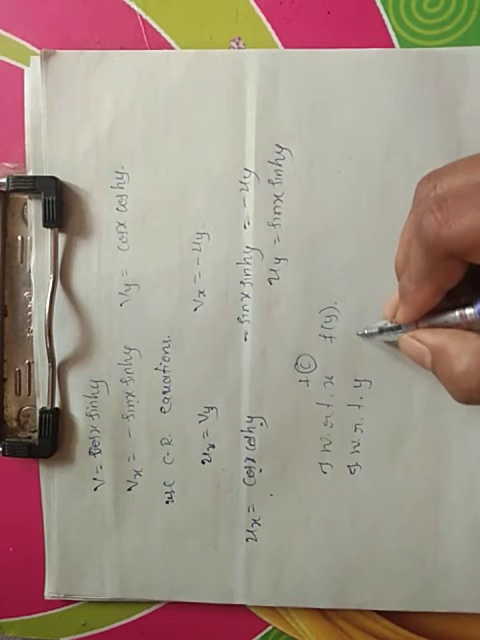 V = cosx sinhy
Vx = - sinx sinhy Vy = cosx coshy.
use C-R equations.
ux = Vy Vx = -uy
ux = cosx coshy - sinx sinhy = -uy
uy = sinx sinhy
+ C
I w.r.t. x f(y).
I w.r.t. y